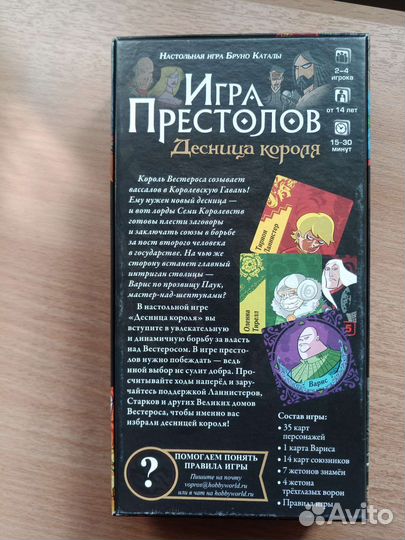 Настольная игра Бруно Каталы
2–4
игрока
Игра
Престолов
Десница короля
от 14 лет
15-30
минут
Король Вестероса созывает
вассалов в Королевскую Гавань!
Ему нужен новый десница —
и вот лорды Семи Королевств
готовы плести заговоры
и заключать союзы в борьбе
за пост второго человека
в государстве. На чью же
сторону встанет главный
интриган столицы —
Варис по прозвищу Паук,
мастер-над-шептунами?
Тирион
Ланнистер
Оленна
Тирелл
5
Варис
В настольной игре
«Десница короля» вы
вступите в увлекательную
и динамичную борьбу за власть
над Вестеросом. В игре престо-
лов нужно побеждать — ведь
иной выбор не сулит добра. Про-
считывайте ходы наперёд и зару-
чайтесь поддержкой Ланнистеров,
Старков и других Великих домов
Вестероса, чтобы именно вас
избрали десницей короля!
Состав игры:
• 35 карт
персонажей
• 1 карта Вариса
• 14 карт союзников
• 7 жетонов знамён
• 4 жетона
трёхглазых ворон
• Правила игры
?
ПОМОГАЕМ ПОНЯТЬ
ПРАВИЛА ИГРЫ
Пишите на почту
vopros@hobbyworld.ru
или в чат на hobbyworld.ru
Avito